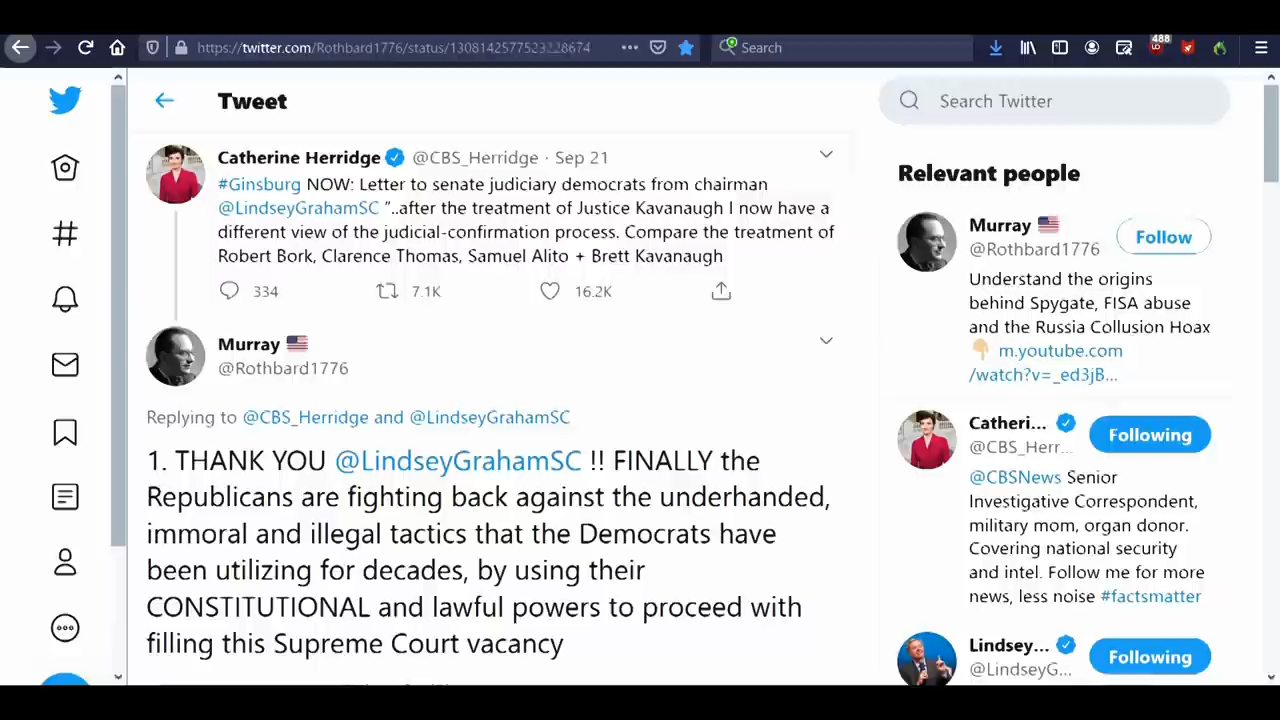 https://twitter.com/Rothbard1776/status/1308142577523228674
Search
488
Tweet
Search Twitter
Catherine Herridge @CBS_Herridge · Sep 21
#Ginsburg NOW: Letter to senate judiciary democrats from chairman
@LindseyGrahamSC "..after the treatment of Justice Kavanaugh I now have a
different view of the judicial-confirmation process. Compare the treatment of
Robert Bork, Clarence Thomas, Samuel Alito + Brett Kavanaugh
334
7.1K
16.2K
Murray
@Rothbard1776
Replying to @CBS_Herridge and @LindseyGrahamSC
1. THANK YOU @LindseyGrahamSC !! FINALLY the
Republicans are fighting back against the underhanded,
immoral and illegal tactics that the Democrats have
been utilizing for decades, by using their
CONSTITUTIONAL and lawful powers to proceed with
filling this Supreme Court vacancy
Relevant people
Murray
@Rothbard1776
Follow
Understand the origins
behind Spygate, FISA abuse
and the Russia Collusion Hoax
m.youtube.com
/watch?v=_ed3jB...
Catheri...
@CBS_Herr...
Following
@CBSNews Senior
Investigative Correspondent,
military mom, organ donor.
Covering national security
and intel. Follow me for more
news, less noise #factsmatter
Lindsey...
@LindseyG...
Following